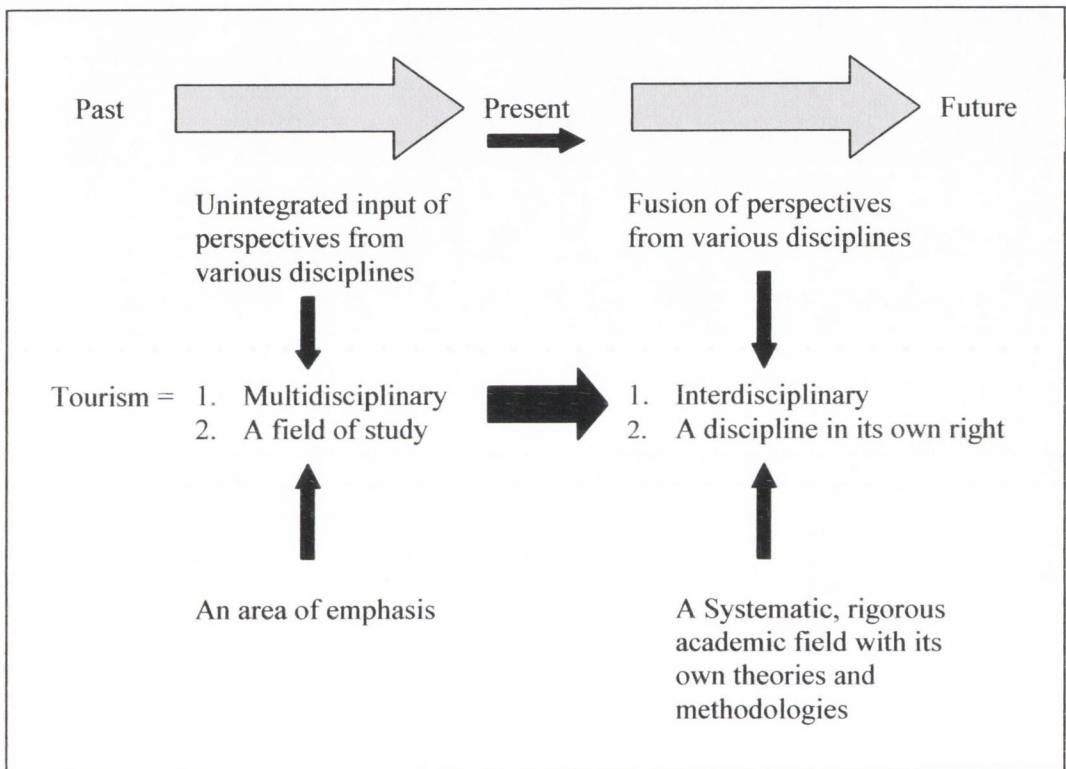 Past
Present
Future
Unintegrated input of
perspectives from
various disciplines
Fusion of perspectives
from various disciplines
Tourism = 1. Multidisciplinary
2. A field of study
1. Interdisciplinary
2. A discipline in its own right
An area of emphasis
A Systematic, rigorous
academic field with its
own theories and
methodologies